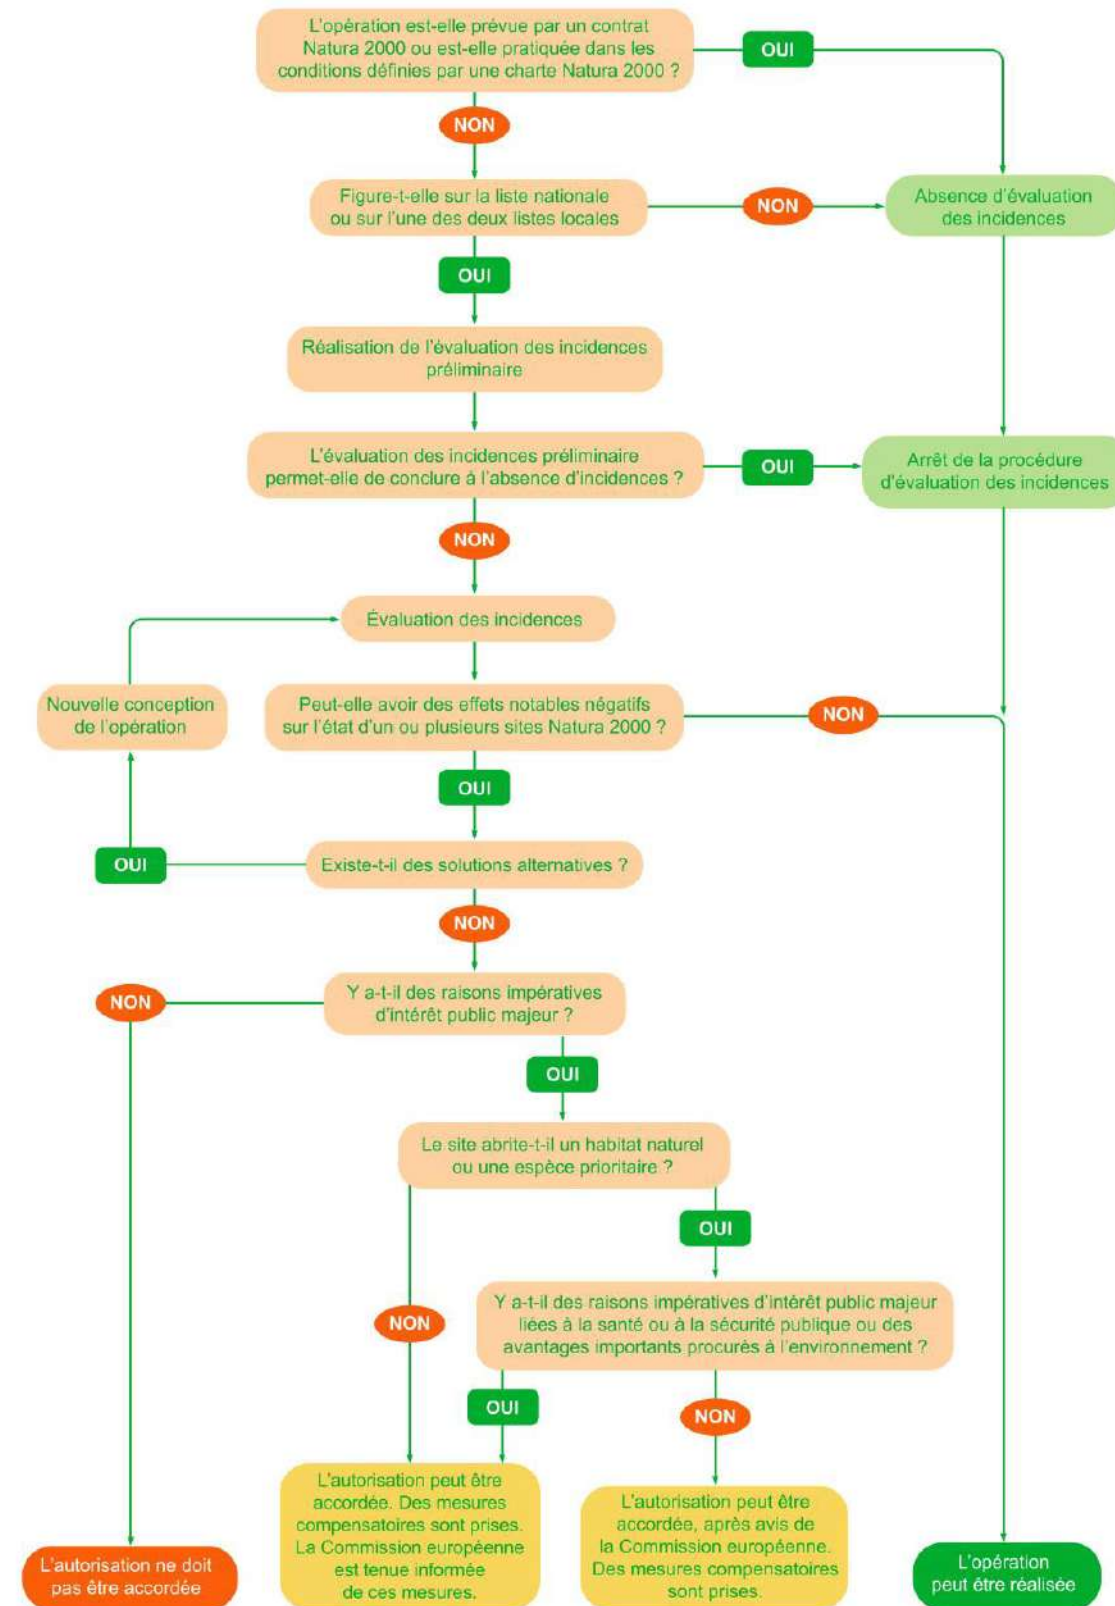 L'opération est-elle prévue par un contrat
Natura 2000 ou est-elle pratiquée dans les
conditions définies par une charte Natura 2000 ?
OUI
NON
Figure-t-elle sur la liste nationale
ou sur l'une des deux listes locales
NON
Absence d'évaluation
des incidences
OUI
Réalisation de l'évaluation des incidences
préliminaire
L'évaluation des incidences préliminaire
permet-elle de conclure à l'absence d'incidences ?
OUI
Arrêt de la procédure
d'évaluation des incidences
NON
Évaluation des incidences
Nouvelle conception
de l'opération
Peut-elle avoir des effets notables négatifs
sur l'état d'un ou plusieurs sites Natura 2000 ?
NON
OUI
OUI
Existe-t-il des solutions alternatives ?
NON
NON
Y a-t-il des raisons impératives
d'intérêt public majeur ?
OUI
Le site abrite-t-il un habitat naturel
ou une espèce prioritaire ?
OUI
NON
Y a-t-il des raisons impératives d'intérêt public majeur
liées à la santé ou à la sécurité publique ou des
avantages importants procurès à l'environnement ?
OUI
NON
L'autorisation ne doit
pas être accordée
L'autorisation peut être
accordée. Des mesures
compensatoires sont prises.
La Commission européenne
est tenue informée
de ces mesures.
L'autorisation peut être
accordée, après avis de
la Commission européenne.
Des mesures compensatoires
sont prises.
L'opération
peut être réalisée